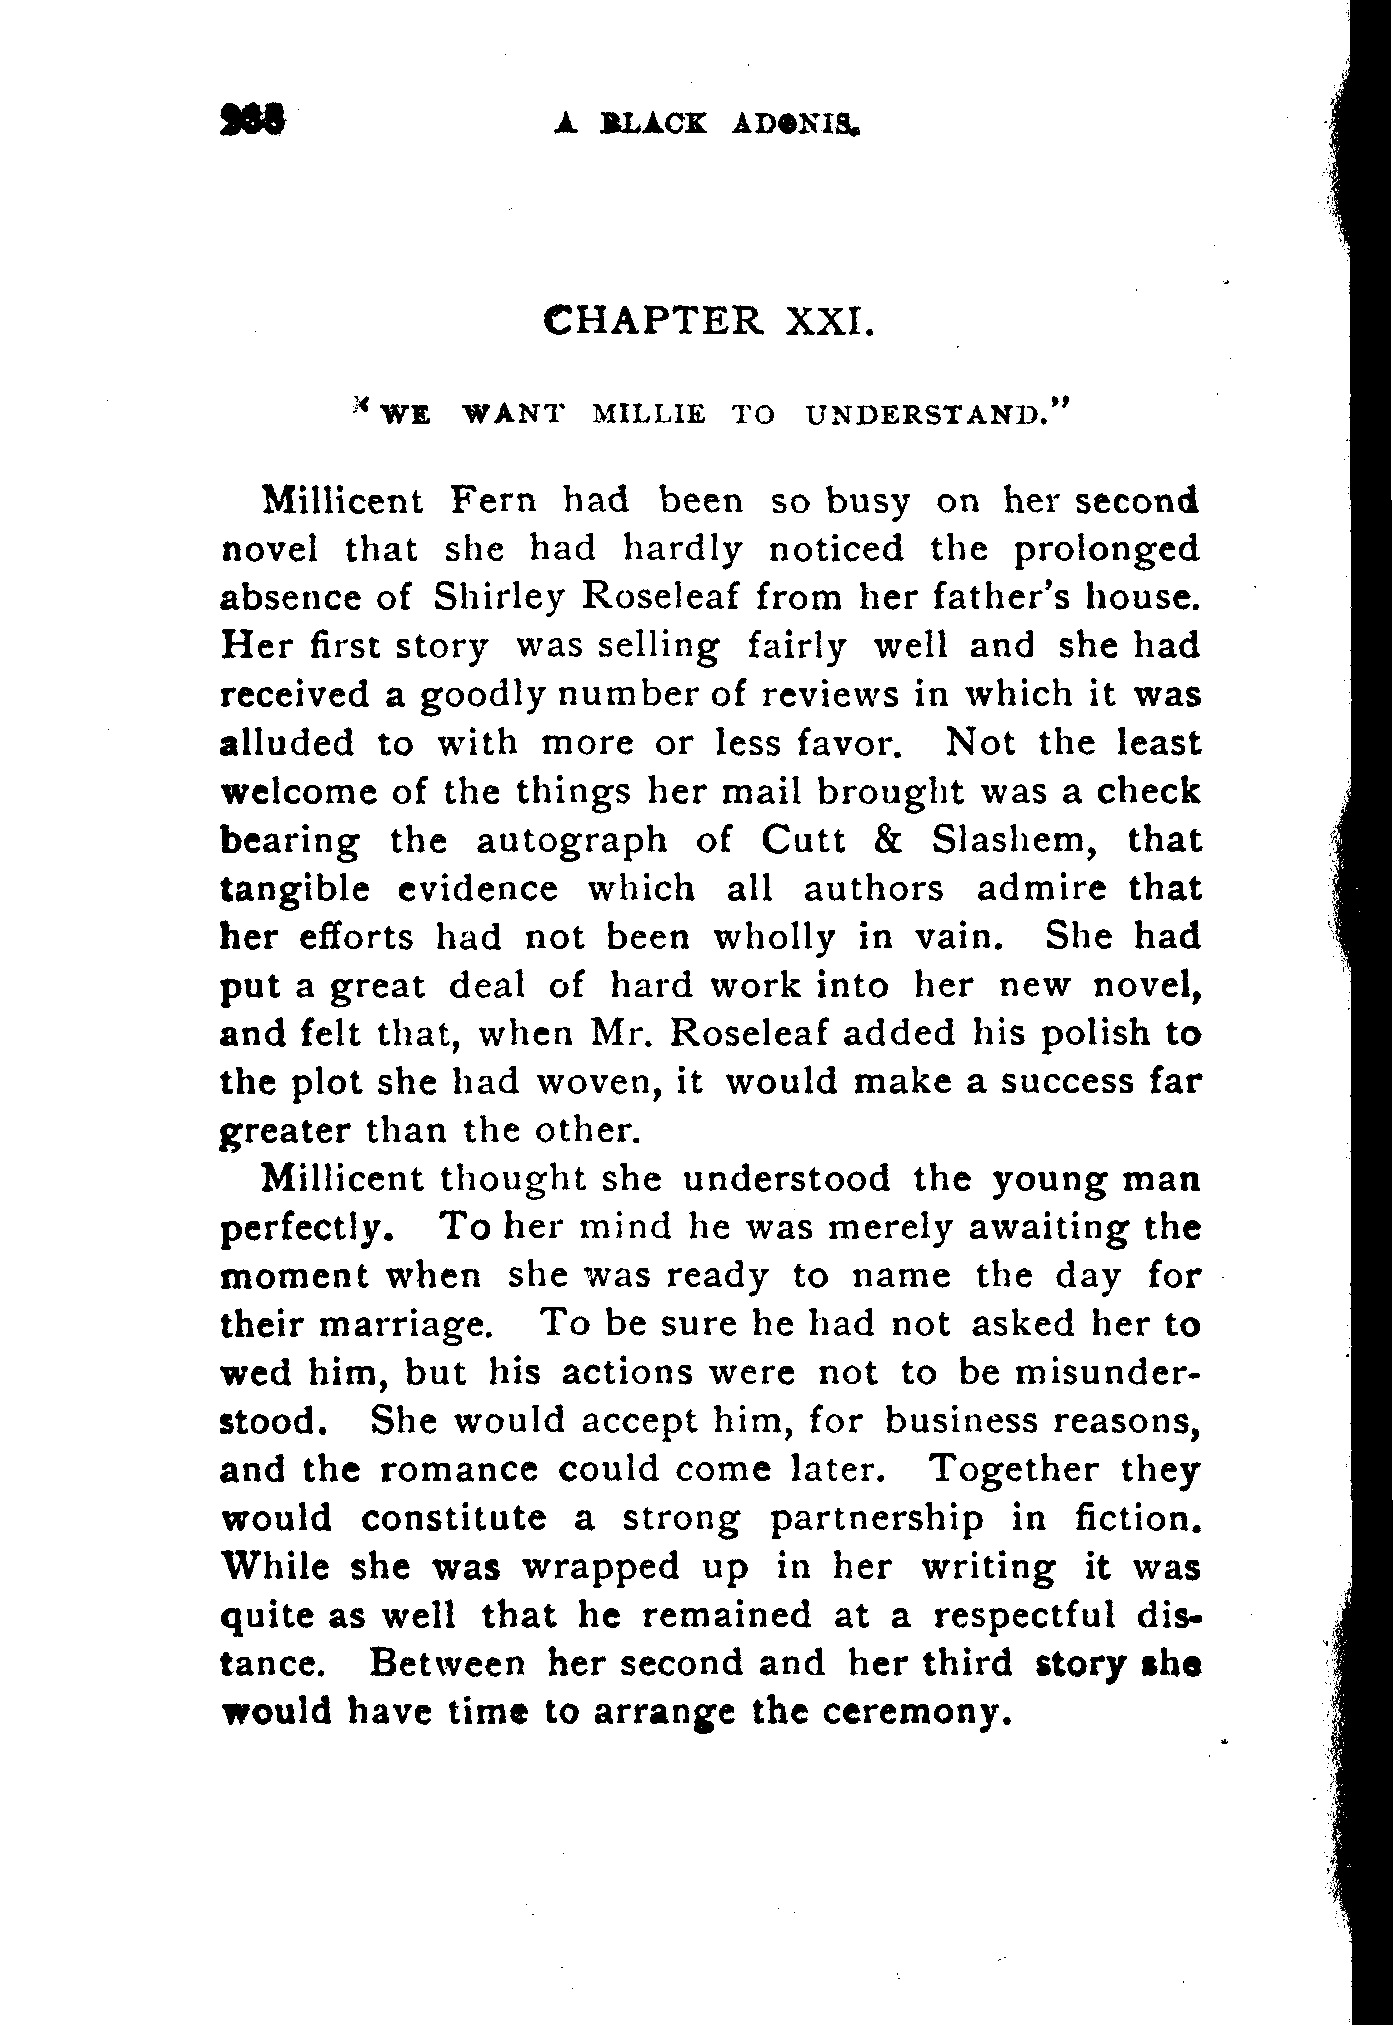 A BLACK ADONIS.
CHAPTER XXI.
"WE WANT MILLIE TO UNDERSTAND."
Millicent Fern had been so busy on her second
novel that she had hardly noticed the prolonged
absence of Shirley Roseleaf from her father's house.
Her first story was selling fairly well and she had
received a goodly number of reviews in which it was
alluded to with more or less favor. Not the least
welcome of the things her mail brought was a check
bearing the autograph of Cutt & Slashem, that
tangible evidence which all authors admire that
her efforts had not been wholly in vain. She had
put a great deal of hard work into her new novel,
and felt that, when Mr. Roseleaf added his polish to
the plot she had woven, it would make a success far
greater than the other.
Millicent thought she understood the young man
perfectly. To her mind he was merely awaiting the
moment when she was ready to name the day for
their marriage. To be sure he had not asked her to
wed him, but his actions were not to be misunder-
stood. She would accept him, for business reasons,
and the romance could come later. Together they
would constitute a strong partnership in fiction.
While she was wrapped up in her writing it was
quite as well that he remained at a respectful dis-
tance. Between her second and her third story she
would have time to arrange the ceremony.